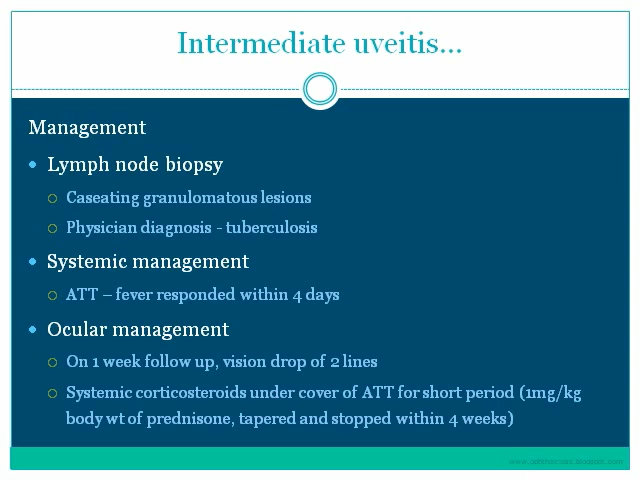 Intermediate uveitis...
Management
Lymph node biopsy
Caseating granulomatous lesions
Physician diagnosis - tuberculosis
Systemic management
ATT – fever responded within 4 days
Ocular management
On 1 week follow up, vision drop of 2 lines
Systemic corticosteroids under cover of ATT for short period (1mg/kg
body wt of prednisone, tapered and stopped within 4 weeks)